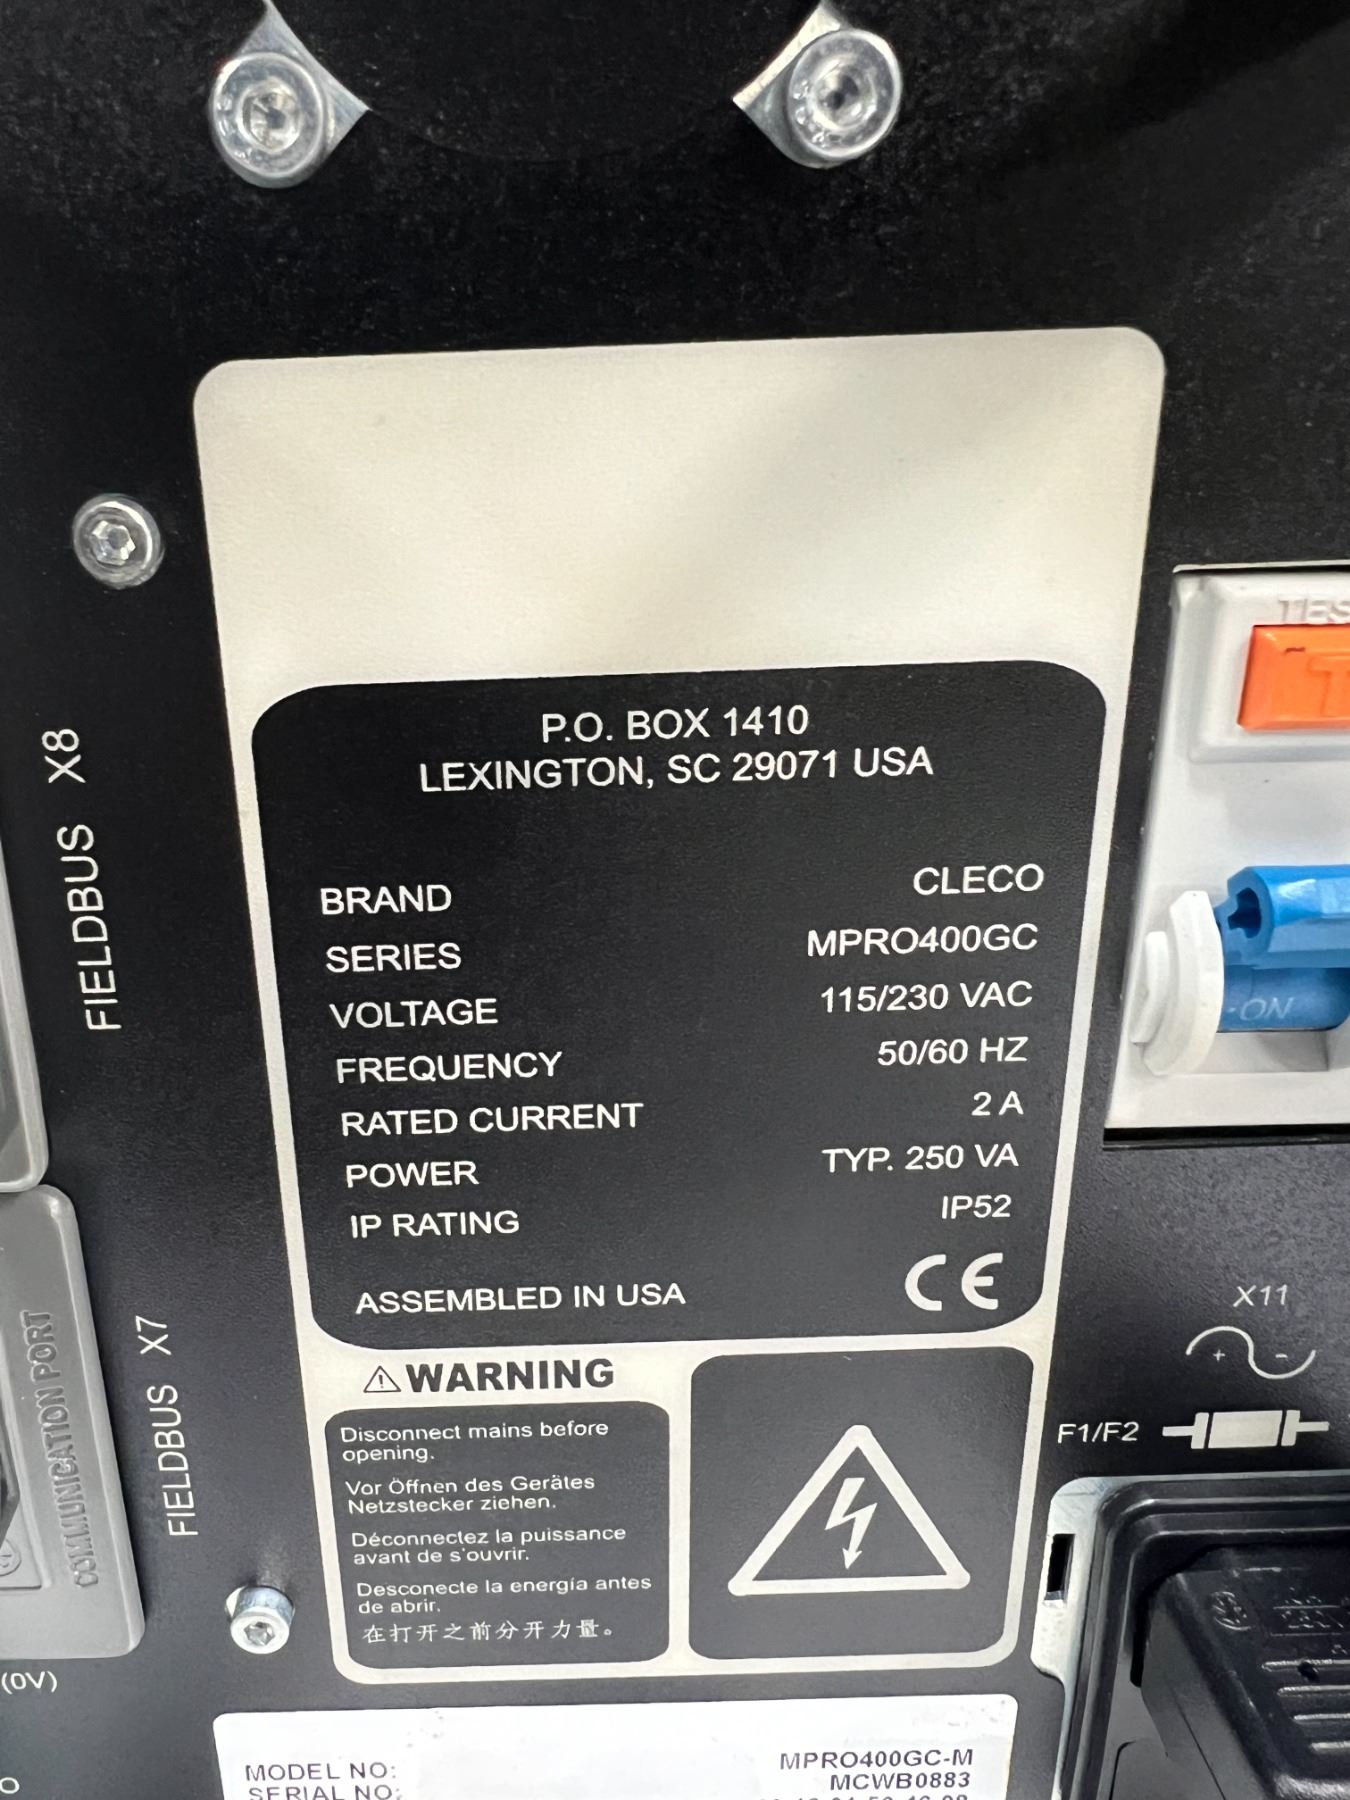 P.O. BOX 1410
LEXINGTON, SC 29071 USA
BRAND CLECO
SERIES MPRO400GC
VOLTAGE 115/230 VAC
FREQUENCY 50/60 HZ
RATED CURRENT 2 A
POWER TYP. 250 VA
IP RATING IP52
ASSEMBLED IN USA CE
WARNING
Disconnect mains before
opening.
Vor Öffnen des Gerätes
Netzstecker ziehen.
Déconnectez la puissance
avant de s'ouvrir.
Desconecte la energía antes
de abrir.
在打开之前分开力量。
MODEL NO: MPRO400GC-M
SERIAL NO: MCWB0883
FIELDBUS X8
FIELDBUS X7
COMMUNICATION PORT
(0V)
ON
X11
F1/F2